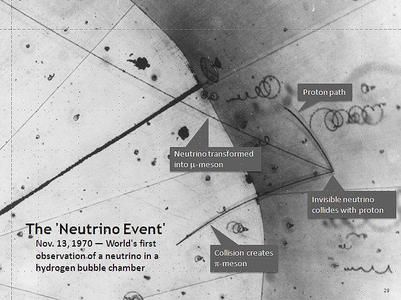 Proton path
Neutrino transformed
into μ-meson
Invisible neutrino
collides with proton
The 'Neutrino Event'
Nov. 13, 1970 — World's first
observation of a neutrino in a
hydrogen bubble chamber
Collision creates
π-meson
29